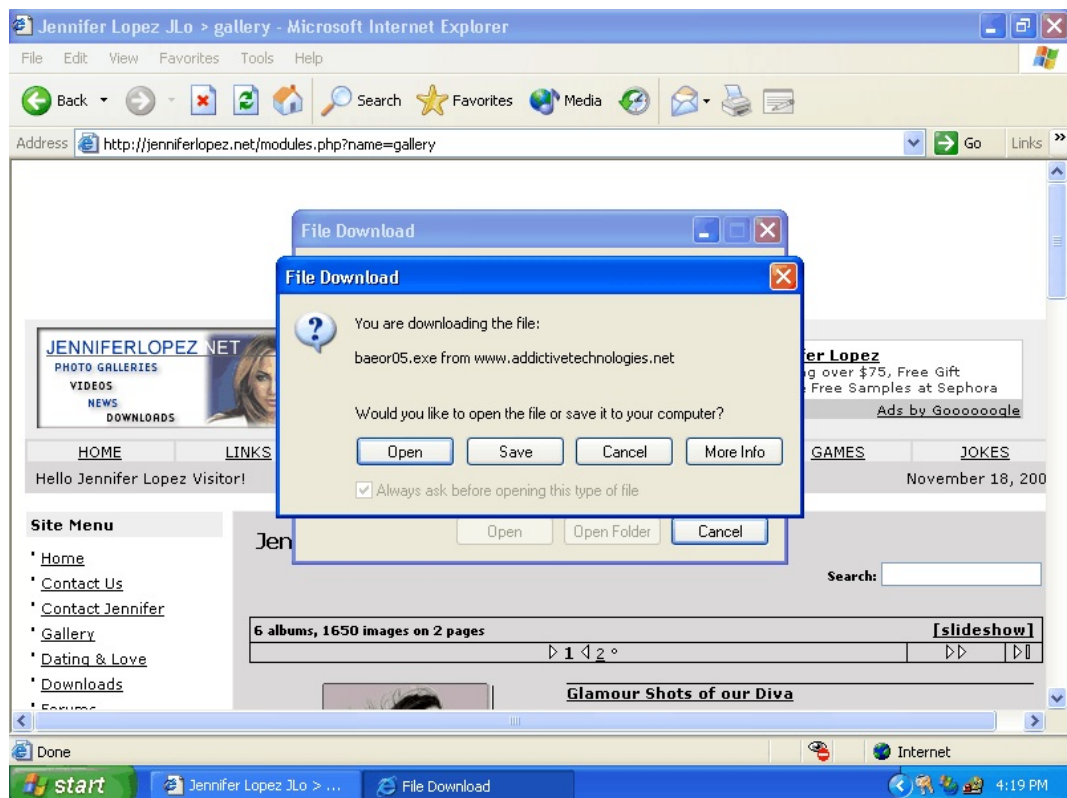 Jennifer Lopez JLo > gallery - Microsoft Internet Explorer
File Edit View Favorites Tools Help
Back Search Favorites Media
Address http://jenniferlopez.net/modules.php?name=gallery Go Links »
File Download
File Download
You are downloading the file:
baeor05.exe from www.addictivetechnologies.net
Would you like to open the file or save it to your computer?
Open Save Cancel More Info
Always ask before opening this type of file
Open Open Folder Cancel
JENNIFERLOPEZ NET
PHOTO GALLERIES
VIDEOS
NEWS
DOWNLOADS
er Lopez
g over $75, Free Gift
Free Samples at Sephora
Ads by Goooooogle
HOME LINKS GAMES JOKES
Hello Jennifer Lopez Visitor! November 18, 200
Site Menu
Home
Contact Us
Contact Jennifer
Gallery
Dating & Love
Downloads
Forums
Jen
Search:
6 albums, 1650 images on 2 pages [slideshow]
1 2
Glamour Shots of our Diva
Done Internet
start Jennifer Lopez JLo > ... File Download 4:19 PM